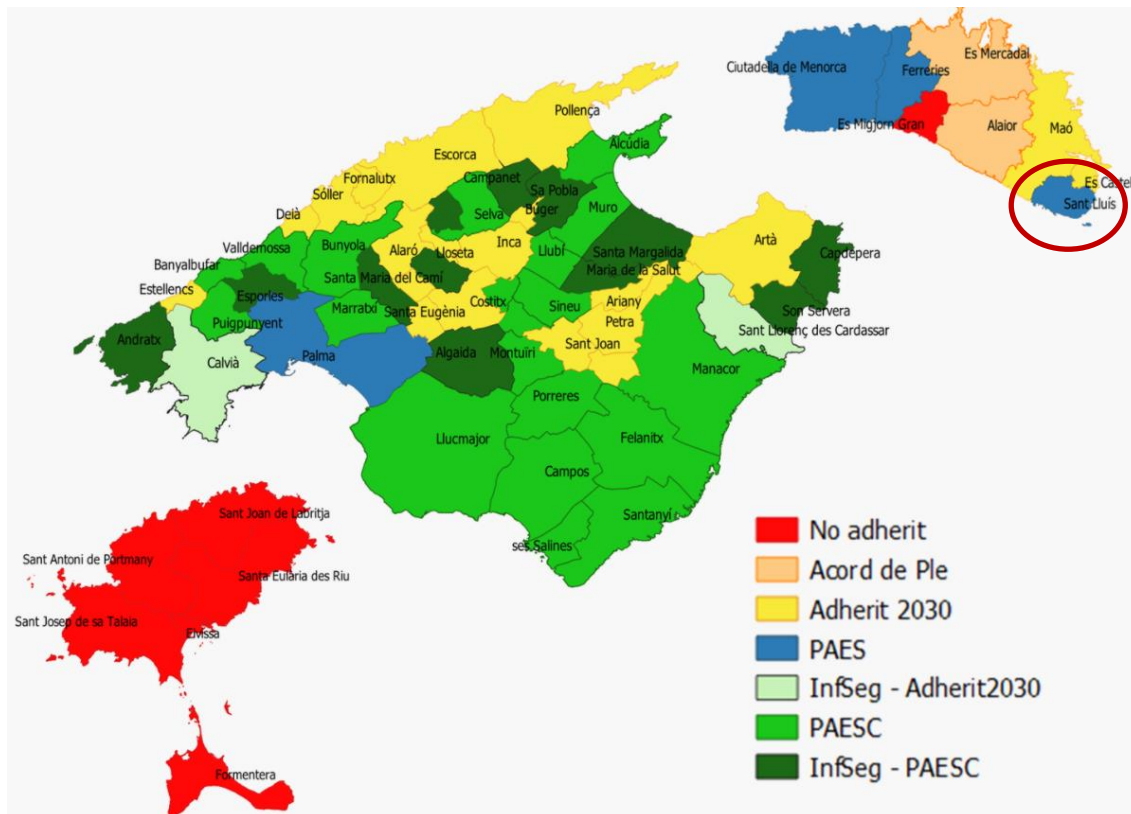 Es Mercadal
Ciutadella de Menorca
Ferreries
Es Migjorn Gran
Alaior
Maó
Es Castel
Sant Lluís
Pollença
Alcúdia
Escorca
Fornalutx
Campanet
Sa Pobla
Sóller
Selva
Búger
Muro
Deià
Valldemossa
Bunyola
Alaró
Lloseta
Inca
Llubí
Santa Margalida
Artà
Capdepera
Banyalbufar
Santa Maria del Camí
Maria de la Salut
Estellencs
Esporles
Costitx
Sineu
Ariany
Son Servera
Puigpunyent
Marratxi
Santa Eugènia
Petra
Sant Llorenç des Cardassar
Andratx
Calvià
Palma
Algaida
Montuïri
Sant Joan
Manacor
Porreres
Llucmajor
Felanitx
Campos
Santanyí
ses Salines
Sant Joan de Labritja
Sant Antoni de Portmany
Santa Eulària des Riu
Sant Josep de sa Talaia
Eivissa
Formentera
No adherit
Acord de Ple
Adherit 2030
PAES
InfSeg - Adherit2030
PAESC
InfSeg - PAESC